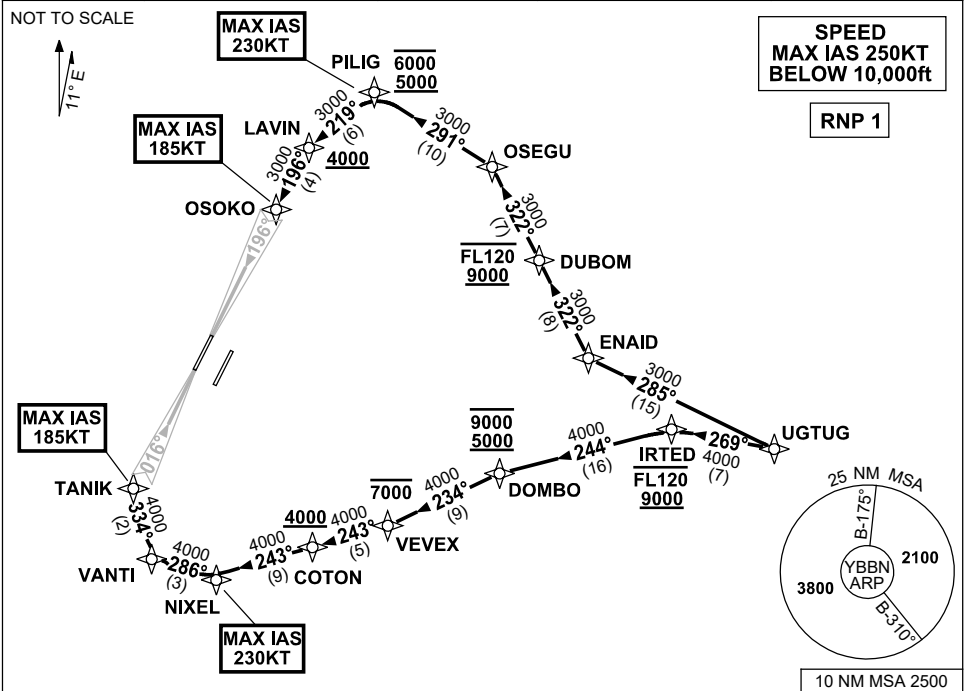 NOT TO SCALE
11° E
MAX IAS
230KT
PILIG
6000
5000
SPEED
MAX IAS 250KT
BELOW 10,000ft
RNP 1
3000
219°
(6)
3000
291°
(10)
LAVIN
4000
MAX IAS
185KT
3000
196°
(4)
OSEGU
OSOKO
196°
3000
322°
(7)
FL120
9000
DUBOM
3000
322°
(8)
ENAID
3000
285°
(15)
MAX IAS
185KT
016°
9000
5000
4000
244°
(16)
IRTED
FL120
9000
269°
4000
(7)
UGTUG
TANIK
DOMBO
4000
334°
(2)
7000
4000
234°
(9)
4000
4000
243°
(5)
VEVEX
4000
243°
(9)
COTON
VANTI
4000
286°
(3)
NIXEL
MAX IAS
230KT
25 NM MSA
B-175°
2100
YBBN
ARP
3800
B-310°
10 NM MSA 2500